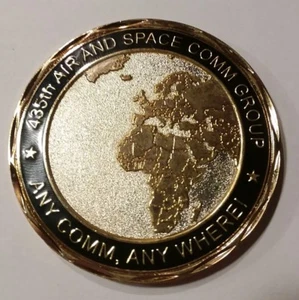 435th AIR AND SPACE COMM GROUP
ANY COMM, ANY WHERE!